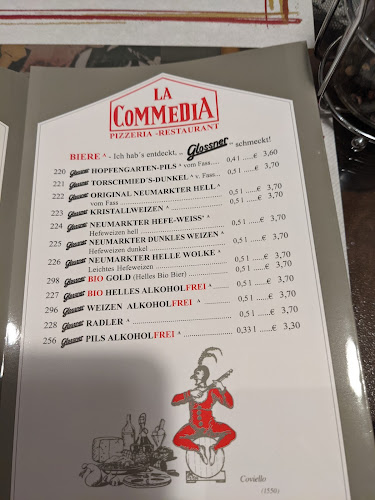 LA
COMMEDIA
PIZZERIA -RESTAURANT
BIERE ᴬ - Ich hab´s entdeckt, „ Glossner “ schmeckt!
220 Glossner HOPFENGARTEN-PILS ᴬ vom Fass.... 0,4 l .....€ 3,60
221 Glossner TORSCHMIED'S-DUNKEL ᴬ v. Fass.... 0,5 l .....€ 3,70
222 Glossner ORIGINAL NEUMARKTER HELL ᴬ
vom Fass .... 0,5 l .....€ 3,70
223 Glossner KRISTALLWEIZEN ᴬ .... 0,5 l .....€ 3,70
224 Glossner NEUMARKTER HEFE-WEISS' ᴬ
Hefeweizen hell .... 0,5 l .....€ 3,70
225 Glossner NEUMARKTER DUNKLES WEIZEN ᴬ
Hefeweizen dunkel .... 0,5 l .....€ 3,70
226 Glossner NEUMARKTER HELLE WOLKE ᴬ
Leichtes Hefeweizen .... 0,5 l .....€ 3,70
298 Glossner BIO GOLD (Helles Bio Bier) .... 0,5 l .....€ 3,70
227 Glossner BIO HELLES ALKOHOLFREI ᴬ .... 0,5 l .....€ 3,70
296 Glossner WEIZEN ALKOHOLFREI ᴬ .... 0,5 l .....€ 3,70
228 Glossner RADLER ᴬ .... 0,5 l .....€ 3,70
256 Glossner PILS ALKOHOLFREI ᴬ .... 0,33 l .....€ 3,30
Coviello
(1550)